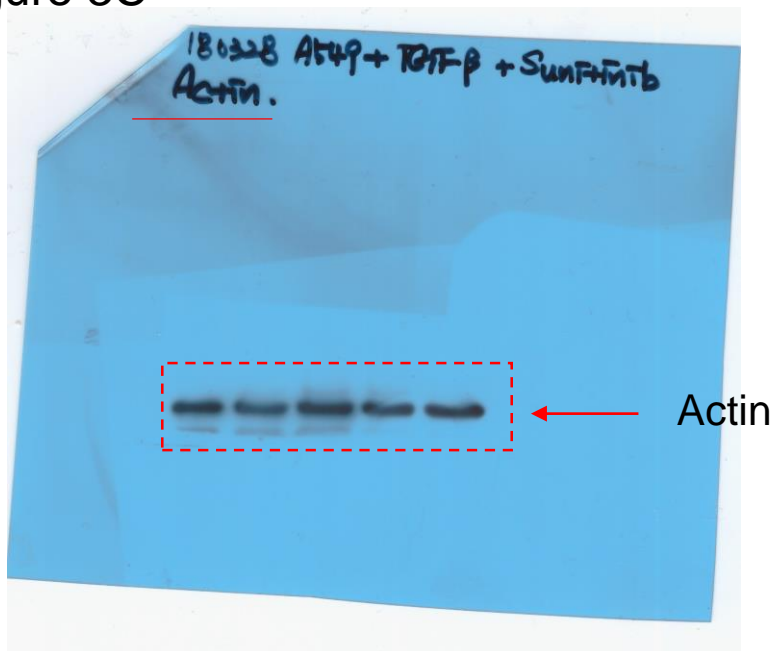 180328 A549 + TGF-β + Sunitinib
Actin.
Actin